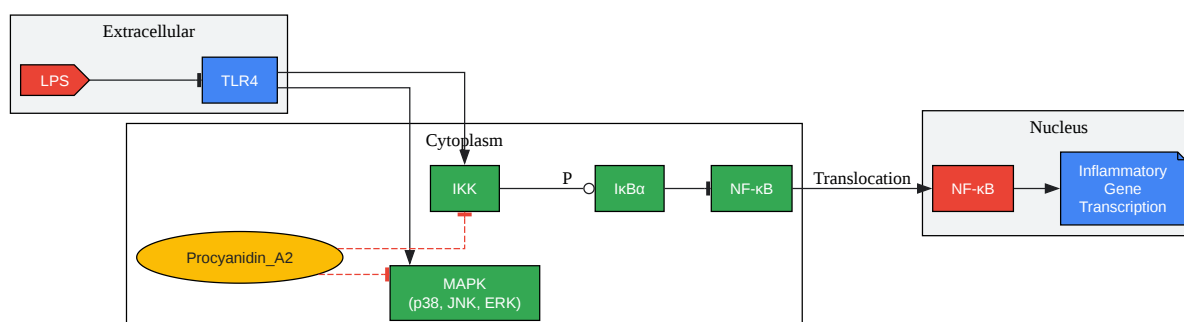 Extracellular
LPS
TLR4
Cytoplasm
IKK
P
IκBα
NF-κB
Translocation
Nucleus
NF-κB
Inflammatory
Gene
Transcription
Procyanidin_A2
MAPK
(p38, JNK, ERK)